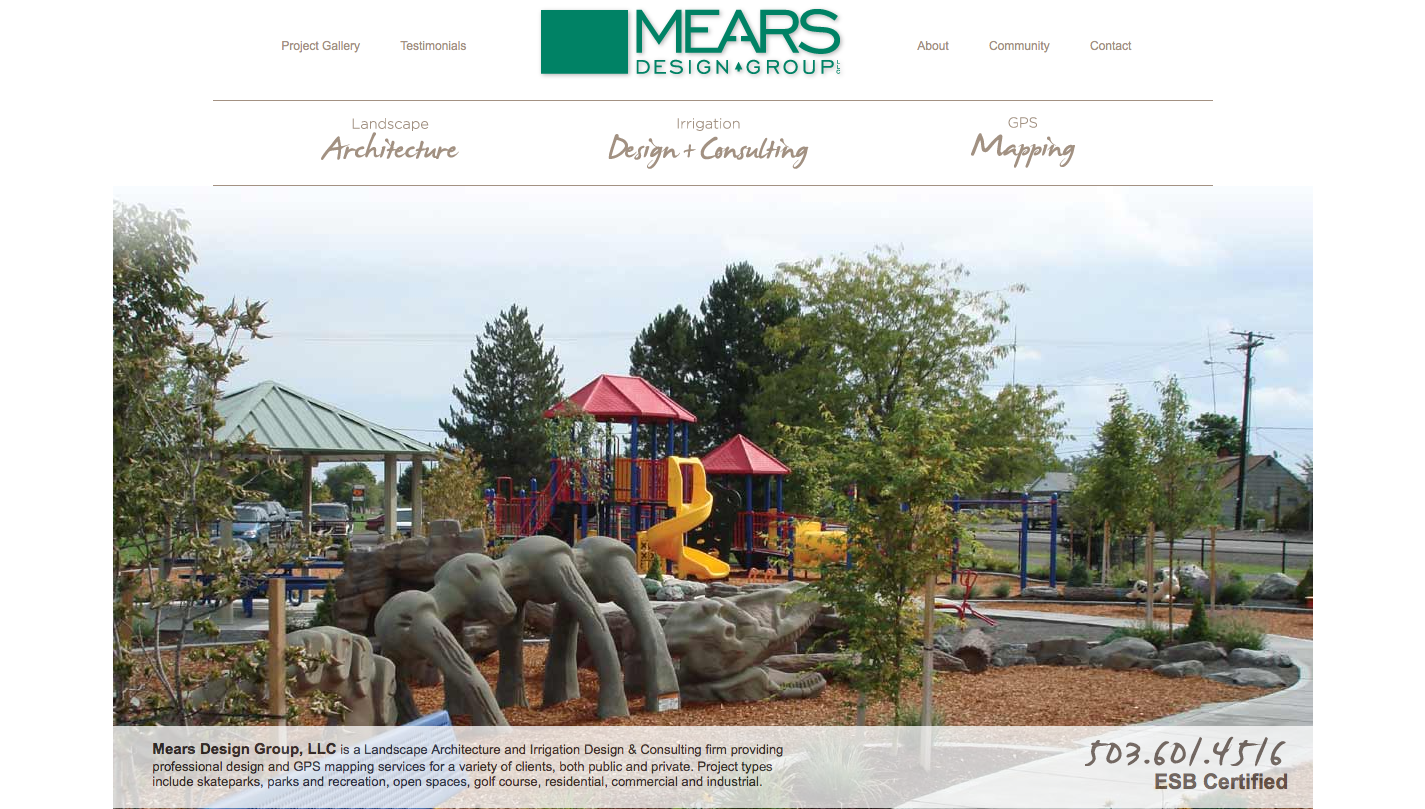 Project Gallery
Testimonials
MEARS
DESIGN GROUP LLC
About
Community
Contact
Landscape
Architecture
Irrigation
Design + Consulting
GPS
Mapping
Mears Design Group, LLC is a Landscape Architecture and Irrigation Design & Consulting firm providing
professional design and GPS mapping services for a variety of clients, both public and private. Project types
include skateparks, parks and recreation, open spaces, golf course, residential, commercial and industrial.
503.601.4516
ESB Certified